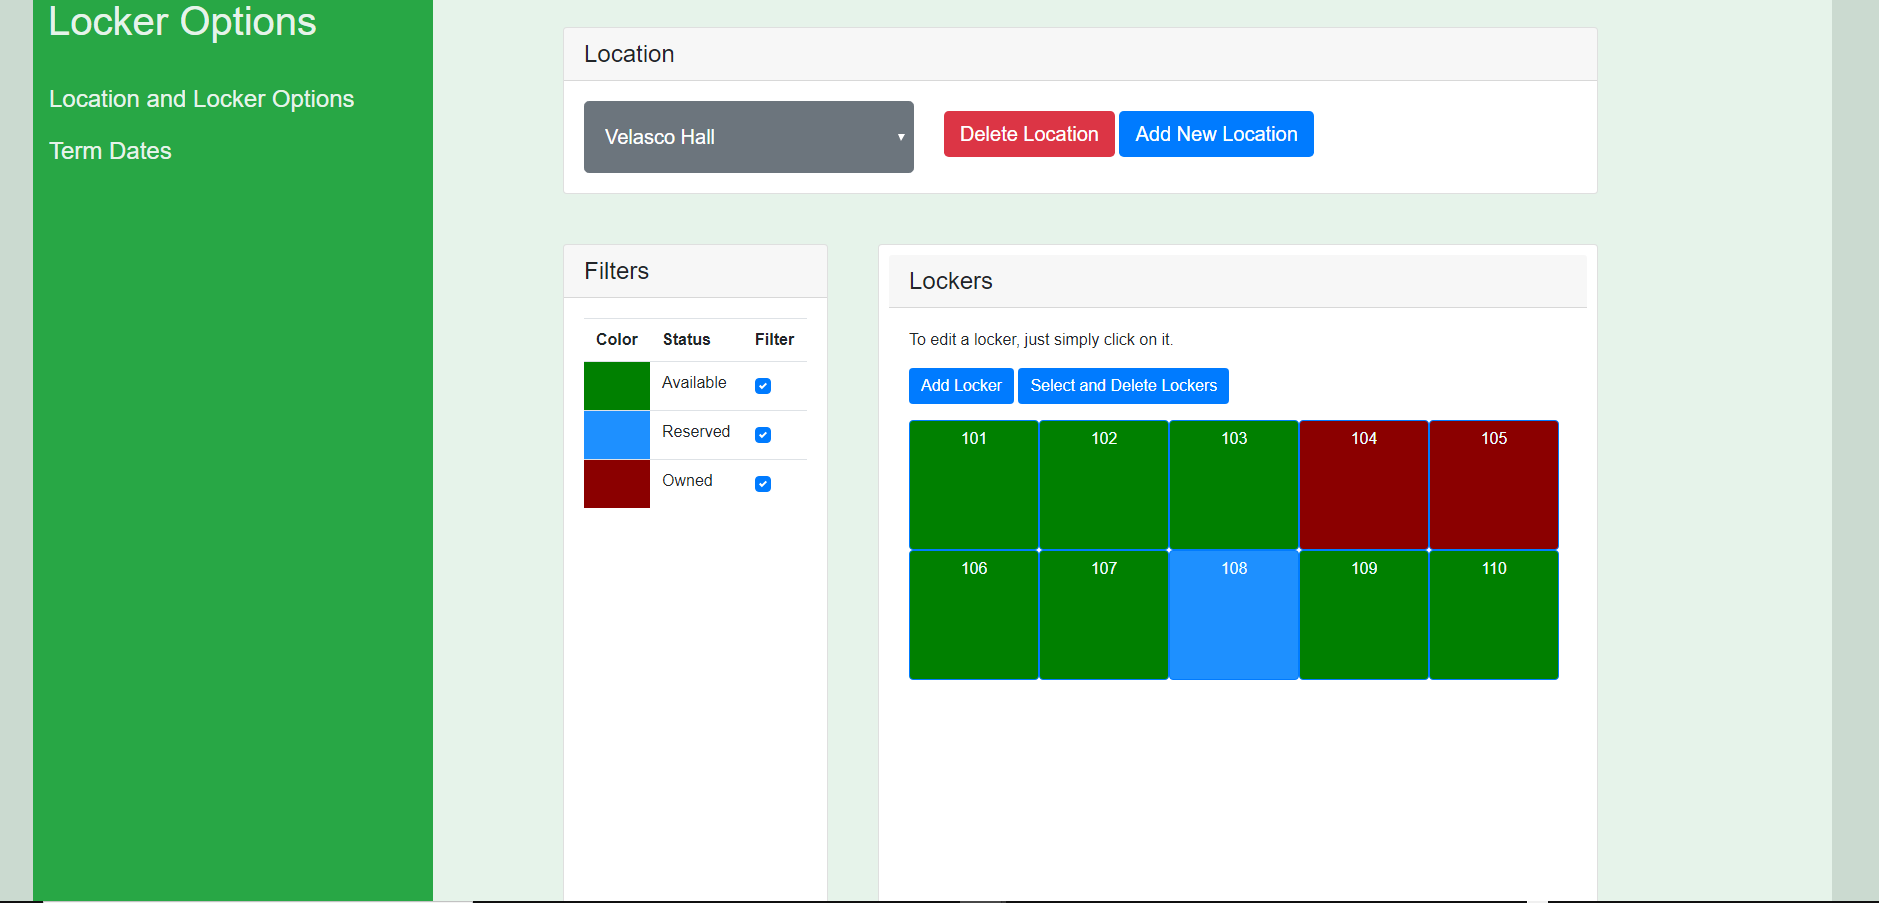 Locker Options
Location and Locker Options
Term Dates
Location
Velasco Hall
Delete Location Add New Location
Filters
Color Status Filter
Available
Reserved
Owned
Lockers
To edit a locker, just simply click on it.
Add Locker Select and Delete Lockers
101 102 103 104 105
106 107 108 109 110